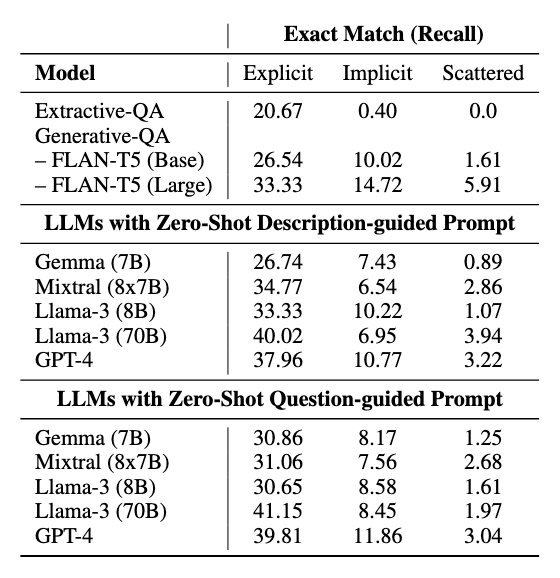 Exact Match (Recall)
Model Explicit Implicit Scattered
Extractive-QA 20.67 0.40 0.0
Generative-QA
– FLAN-T5 (Base) 26.54 10.02 1.61
– FLAN-T5 (Large) 33.33 14.72 5.91
LLMs with Zero-Shot Description-guided Prompt
Gemma (7B) 26.74 7.43 0.89
Mixtral (8x7B) 34.77 6.54 2.86
Llama-3 (8B) 33.33 10.22 1.07
Llama-3 (70B) 40.02 6.95 3.94
GPT-4 37.96 10.77 3.22
LLMs with Zero-Shot Question-guided Prompt
Gemma (7B) 30.86 8.17 1.25
Mixtral (8x7B) 31.06 7.56 2.68
Llama-3 (8B) 30.65 8.58 1.61
Llama-3 (70B) 41.15 8.45 1.97
GPT-4 39.81 11.86 3.04